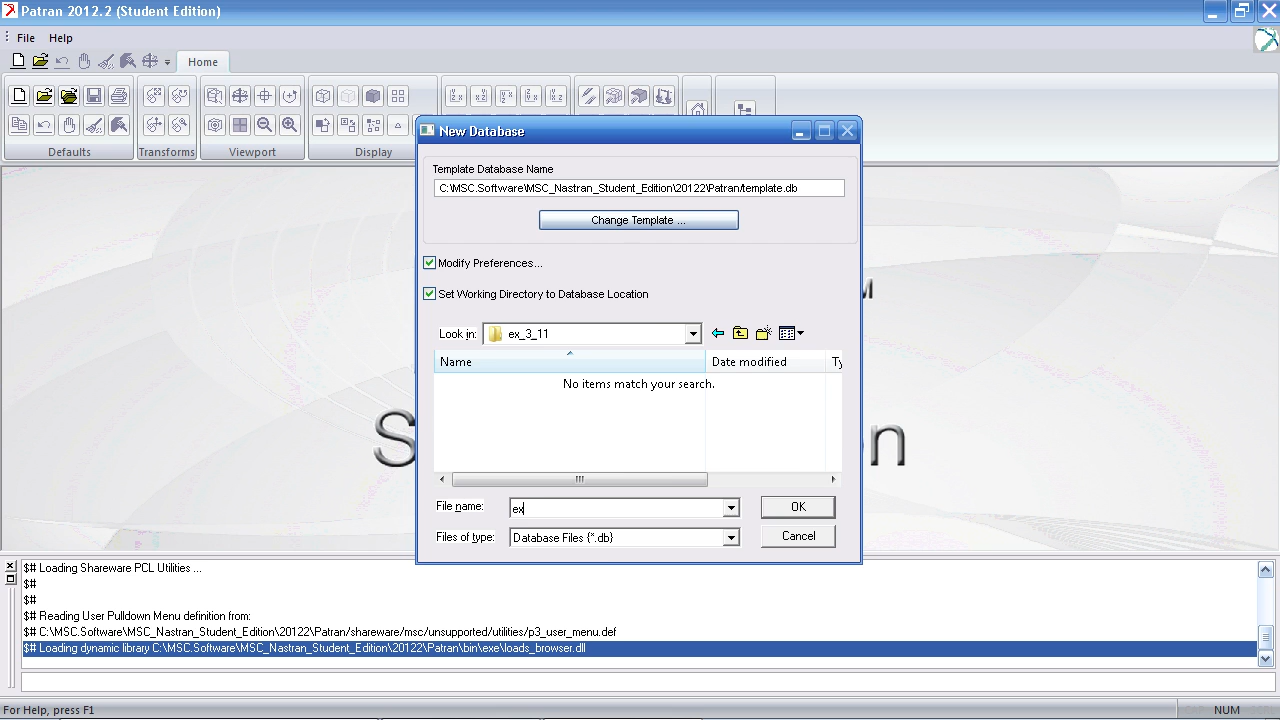 Patran 2012.2 (Student Edition)
File Help
Home
Defaults Transforms Viewport Display
New Database
Template Database Name
C:\MSC.Software\MSC_Nastran_Student_Edition\20122\Patran/template.db
Change Template ...
Modify Preferences...
Set Working Directory to Database Location
M
Look in: ex_3_11
Name Date modified Ty
No items match your search.
S n
File name: ex OK
Files of type: Database Files (*.db) Cancel
$# Loading Shareware PCL Utilities ...
$#
$#
$# Reading User Pulldown Menu definition from:
$# C:\MSC.Software\MSC_Nastran_Student_Edition\20122\Patran/shareware/msc/unsupported/utilities/p3_user_menu.def
$# Loading dynamic library C:\MSC.Software\MSC_Nastran_Student_Edition\20122\Patran\bin\exe\loads_browser.dll
For Help, press F1 NUM